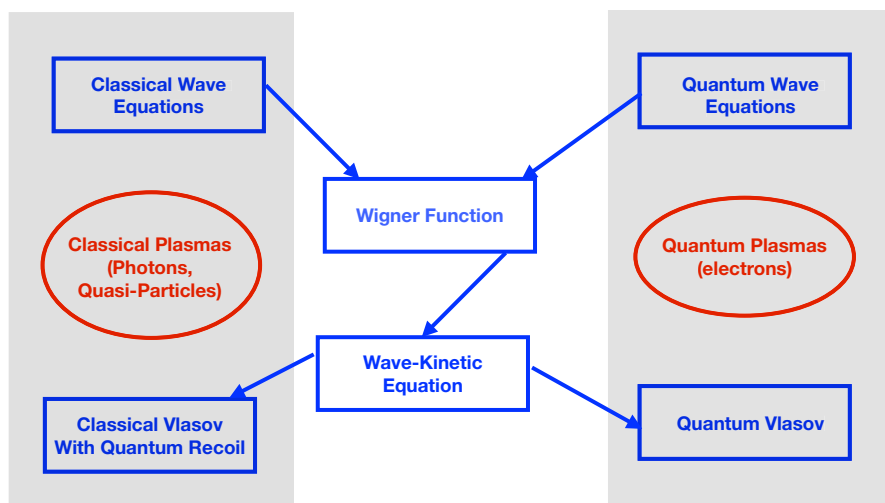 Classical Wave
Equations
Quantum Wave
Equations
Wigner Function
Classical Plasmas
(Photons,
Quasi-Particles)
Quantum Plasmas
(electrons)
Wave-Kinetic
Equation
Classical Vlasov
With Quantum Recoil
Quantum Vlasov